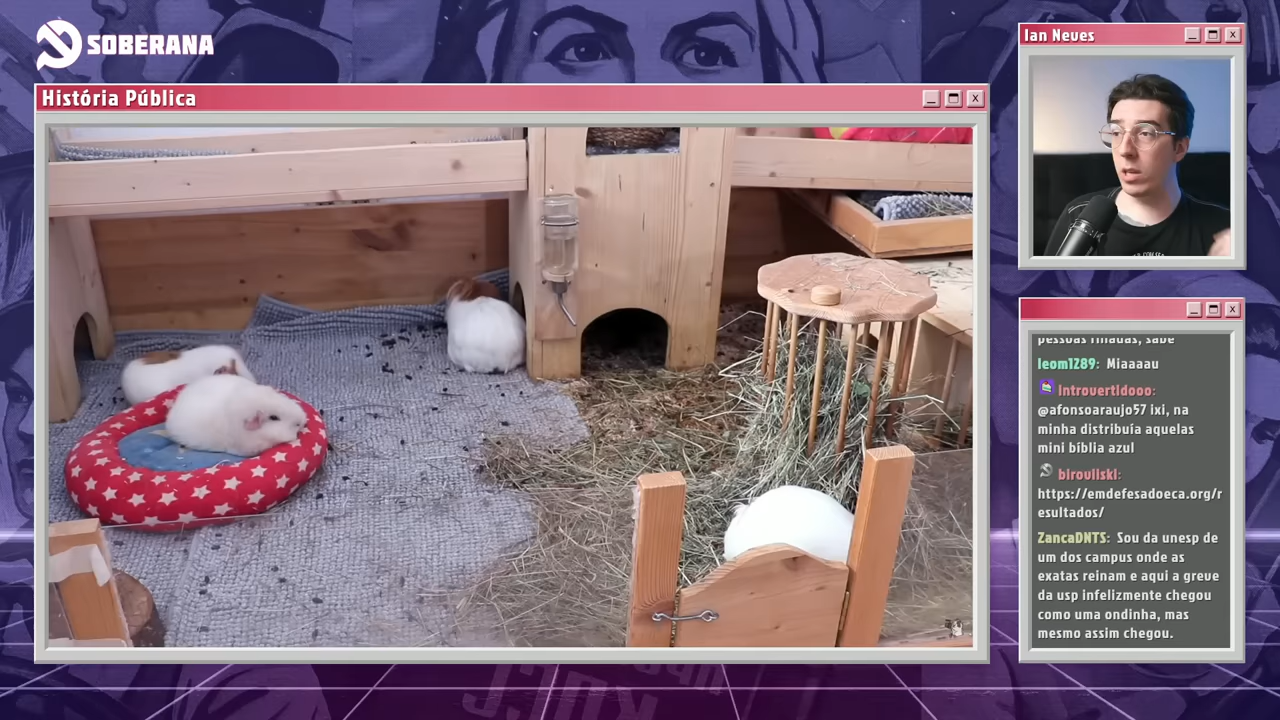 SOBERANA
História Pública
Ian Neves
pessoas filiadas, sabe
leom1289: Miaaaau
Introvertidooo:
@afonsoaraujo57 ixi, na
minha distribuía aquelas
mini bíblia azul
birovilski:
https://emdefesadoeca.org/r
esultados/
ZancaDNTS: Sou da unesp de
um dos campus onde as
exatas reinam e aqui a greve
da usp infelizmente chegou
como uma ondinha, mas
mesmo assim chegou.